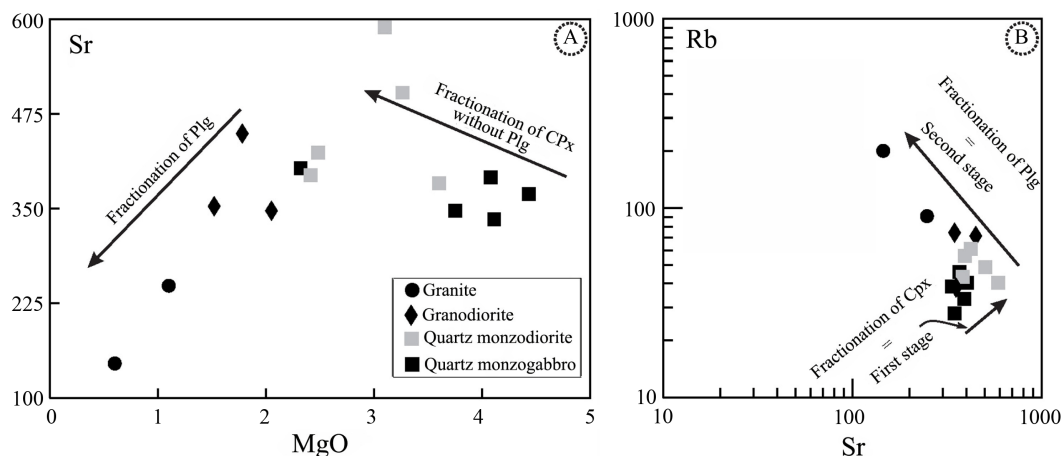 600
475
350
225
100
Sr
A
Fractionation of Plg
Fractionation of CPx
without Plg
Granite
Granodiorite
Quartz monzodiorite
Quartz monzogabbro
0
1
2
3
4
5
MgO
1000
100
10
Rb
B
Fractionation of Plg
=
Second stage
Fractionation of Cpx
=
First stage
10
100
1000
Sr